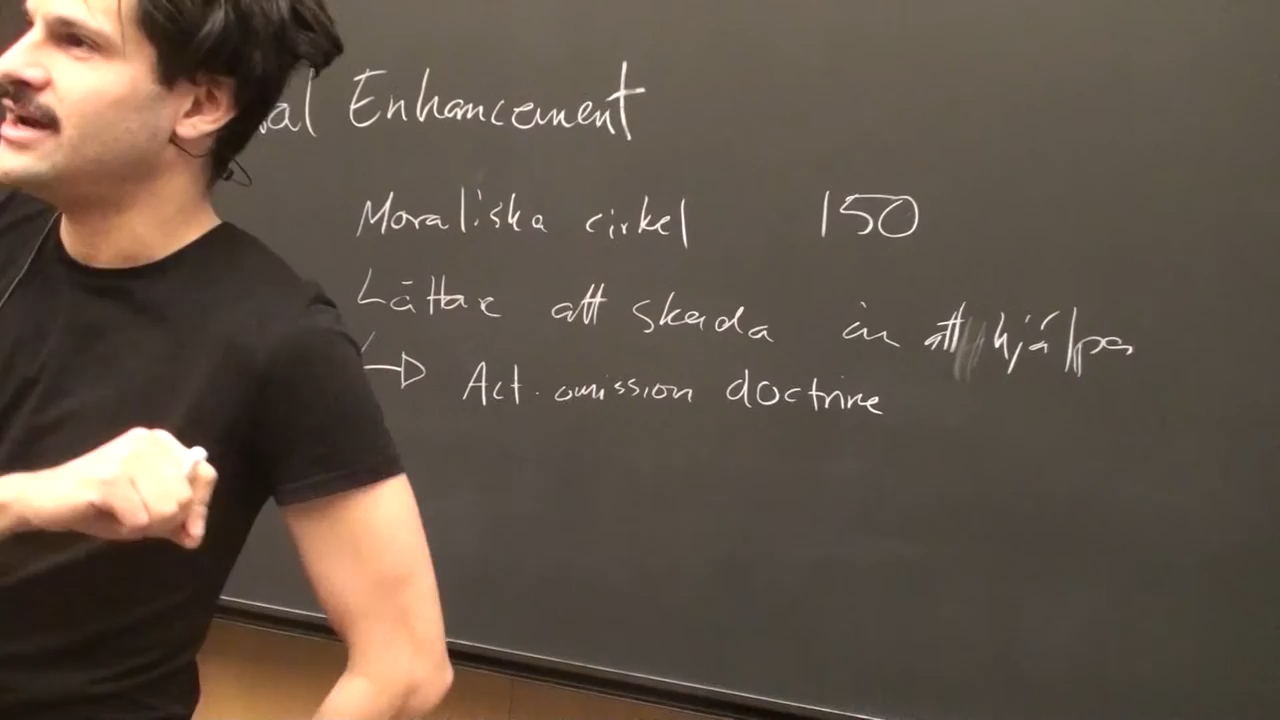 al Enhancement
Moraliska cirkel 150
Lättare att skada än att hjälpa
Act. omission doctrine